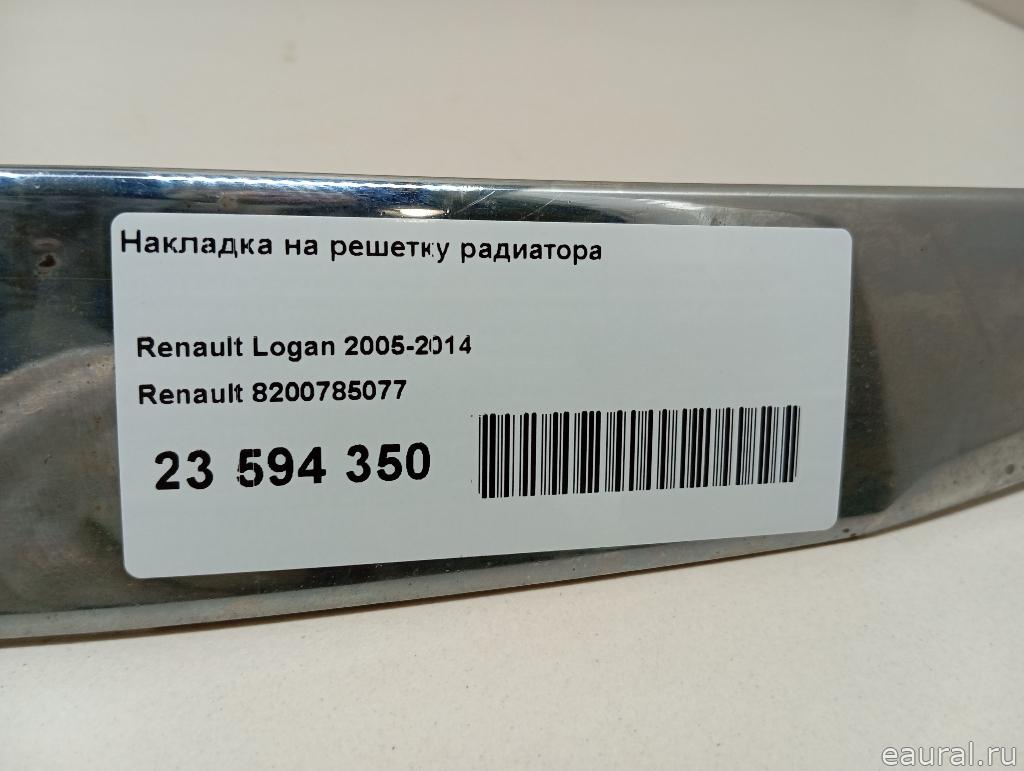 Накладка на решетку радиатора
Renault Logan 2005-2014
Renault 8200785077
23 594 350
eaural.ru